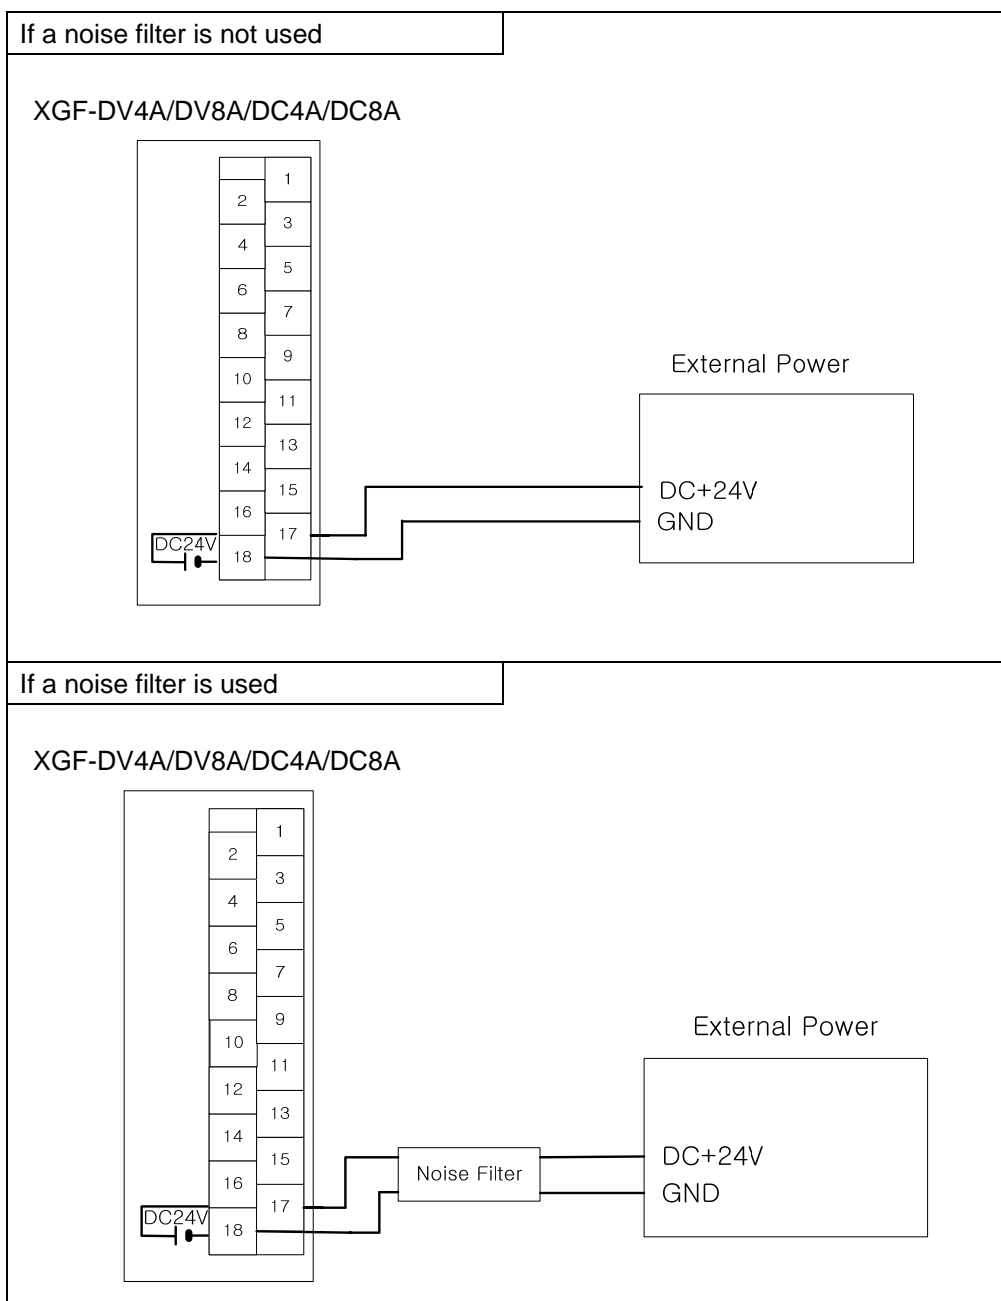 If a noise filter is not used
XGF-DV4A/DV8A/DC4A/DC8A
1
2
3
4
5
6
7
8
9
10
11
12
13
14
15
16
17
18
DC24V
External Power
DC+24V
GND
If a noise filter is used
XGF-DV4A/DV8A/DC4A/DC8A
1
2
3
4
5
6
7
8
9
10
11
12
13
14
15
16
17
18
DC24V
Noise Filter
External Power
DC+24V
GND